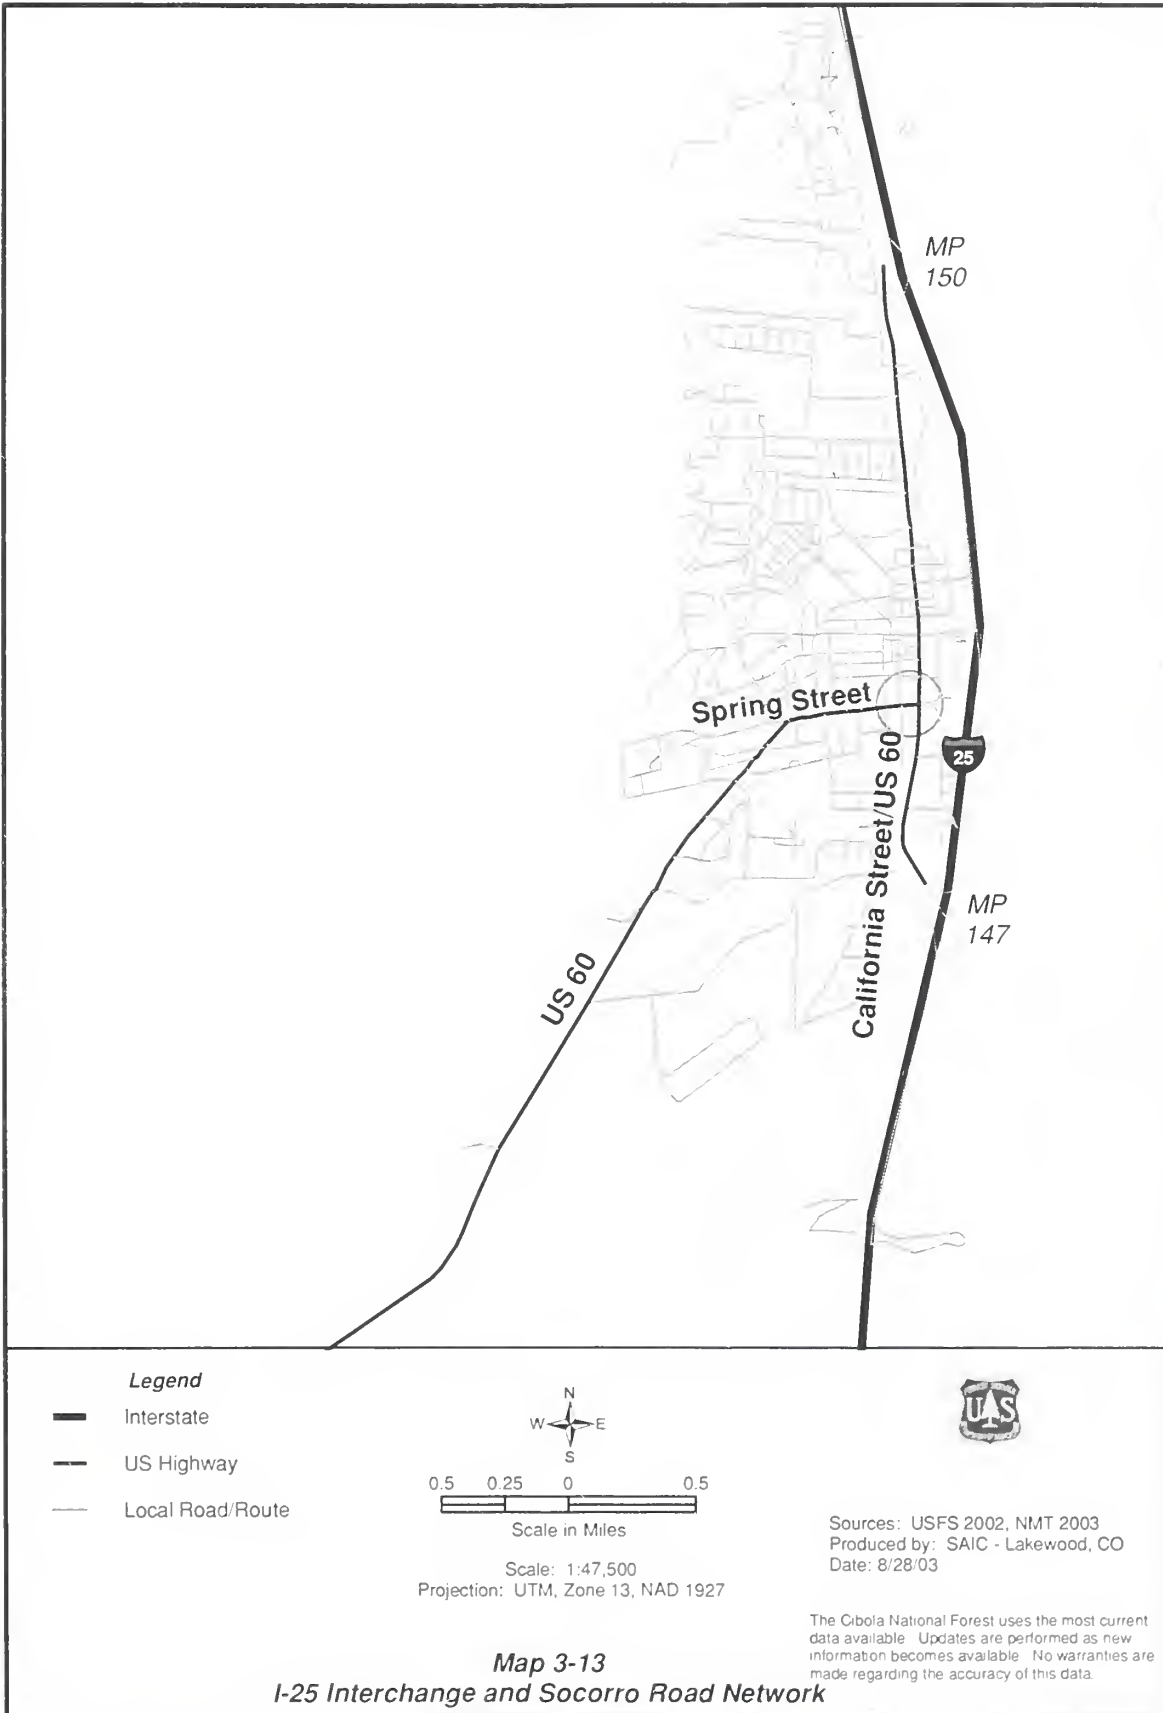 MP
150
Spring Street
25
California Street/US 60
MP
147
US 60
Legend
Interstate
US Highway
Local Road/Route
N
W E
S
0.5 0.25 0 0.5
Scale in Miles
Scale: 1:47,500
Projection: UTM, Zone 13, NAD 1927
U S
Sources: USFS 2002, NMT 2003
Produced by: SAIC - Lakewood, CO
Date: 8/28/03
The Cibola National Forest uses the most current
data available Updates are performed as new
information becomes available No warranties are
made regarding the accuracy of this data.
Map 3-13
I-25 Interchange and Socorro Road Network